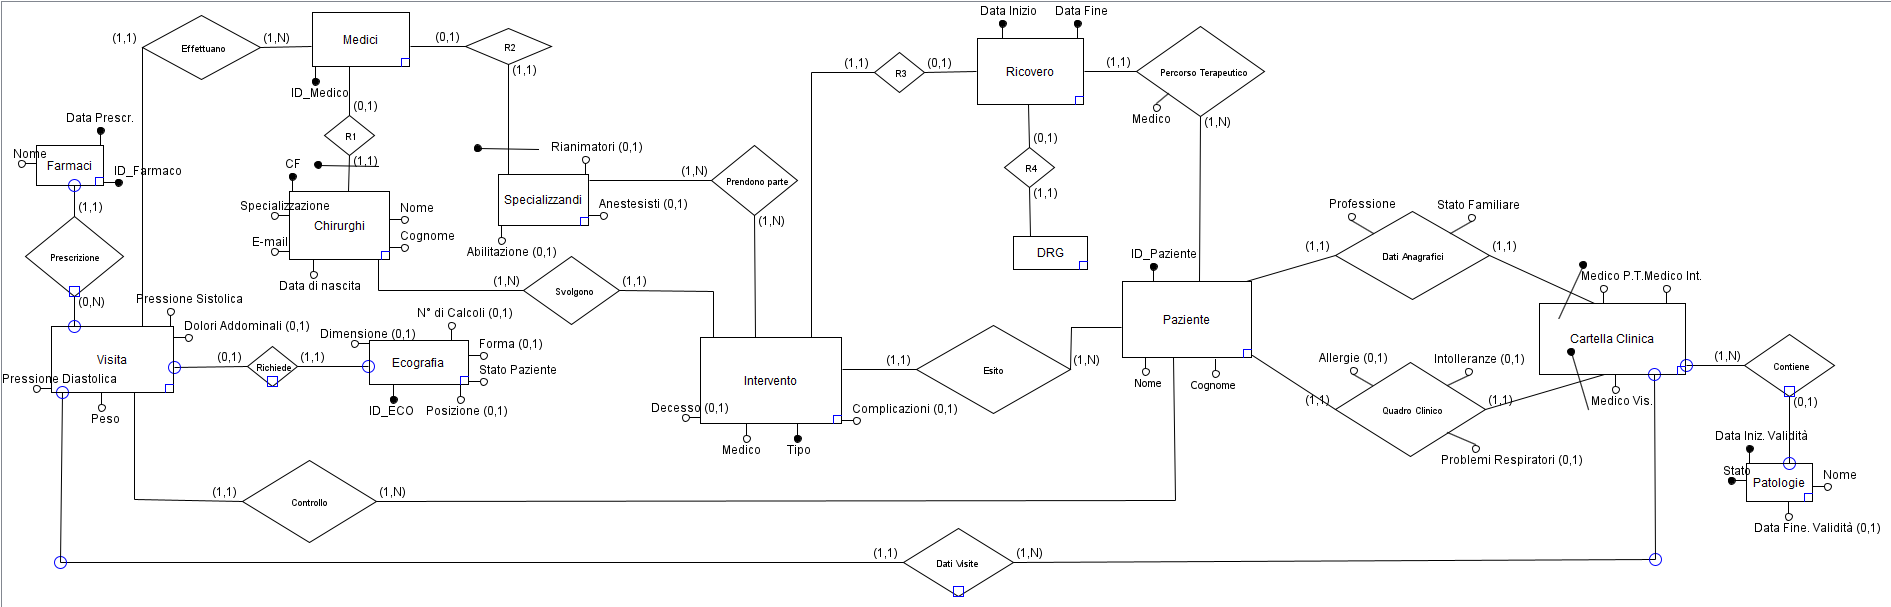 Data Inizio
Data Fine
(1,1)
Effettuano
(1,N)
Medici
(0,1)
R2
(1,1)
ID_Medico
(0,1)
R1
(1,1)
(1,1)
R3
(0,1)
Ricovero
(1,1)
Percorso Terapeutico
Medico
(1,N)
(0,1)
R4
(1,1)
DRG
Data Prescr.
Nome
Farmaci
ID_Farmaco
(1,1)
Prescrizione
(0,N)
CF
Specializzazione
E-mail
Chirurghi
Nome
Cognome
Data di nascita
Rianimatori (0,1)
Specializzandi
Anestesisti (0,1)
Abilitazione (0,1)
(1,N)
Prendono parte
(1,N)
(1,N)
Svolgono
(1,1)
ID_Paziente
Paziente
Nome
Cognome
Professione
Stato Familiare
(1,1)
Dati Anagrafici
(1,1)
Medico P.T.
Medico Int.
Cartella Clinica
Medico Vis.
Allergie (0,1)
Intolleranze (0,1)
(1,1)
Quadro Clinico
(1,1)
Problemi Respiratori (0,1)
(1,N)
Contiene
(0,1)
Data Iniz. Validità
Stato
Patologie
Nome
Data Fine. Validità (0,1)
Pressione Sistolica
Dolori Addominali (0,1)
Visita
Pressione Diastolica
Peso
(0,1)
Richiede
(1,1)
Dimensione (0,1)
N° di Calcoli (0,1)
Ecografia
Forma (0,1)
Stato Paziente
ID_ECO
Posizione (0,1)
Intervento
Decesso (0,1)
Complicazioni (0,1)
Medico
Tipo
(1,1)
Esito
(1,N)
(1,1)
Controllo
(1,N)
(1,1)
Dati Visite
(1,N)